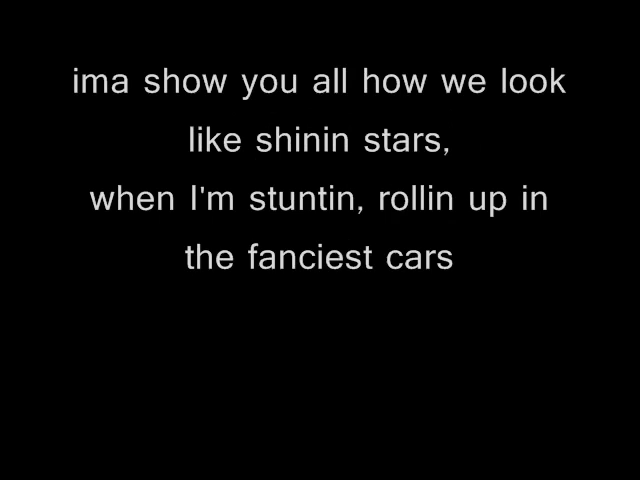 ima show you all how we look
like shinin stars,
when I'm stuntin, rollin up in
the fanciest cars